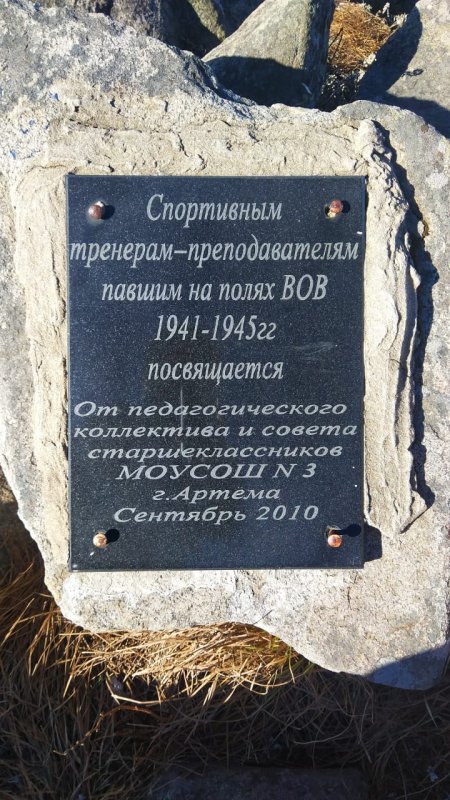 Спортивным
тренерам-преподавателям
павшим на полях ВОВ
1941-1945гг
посвящается
От педагогического
коллектива и совета
старшеклассников
МОУСОШ N 3
г.Артема
Сентябрь 2010